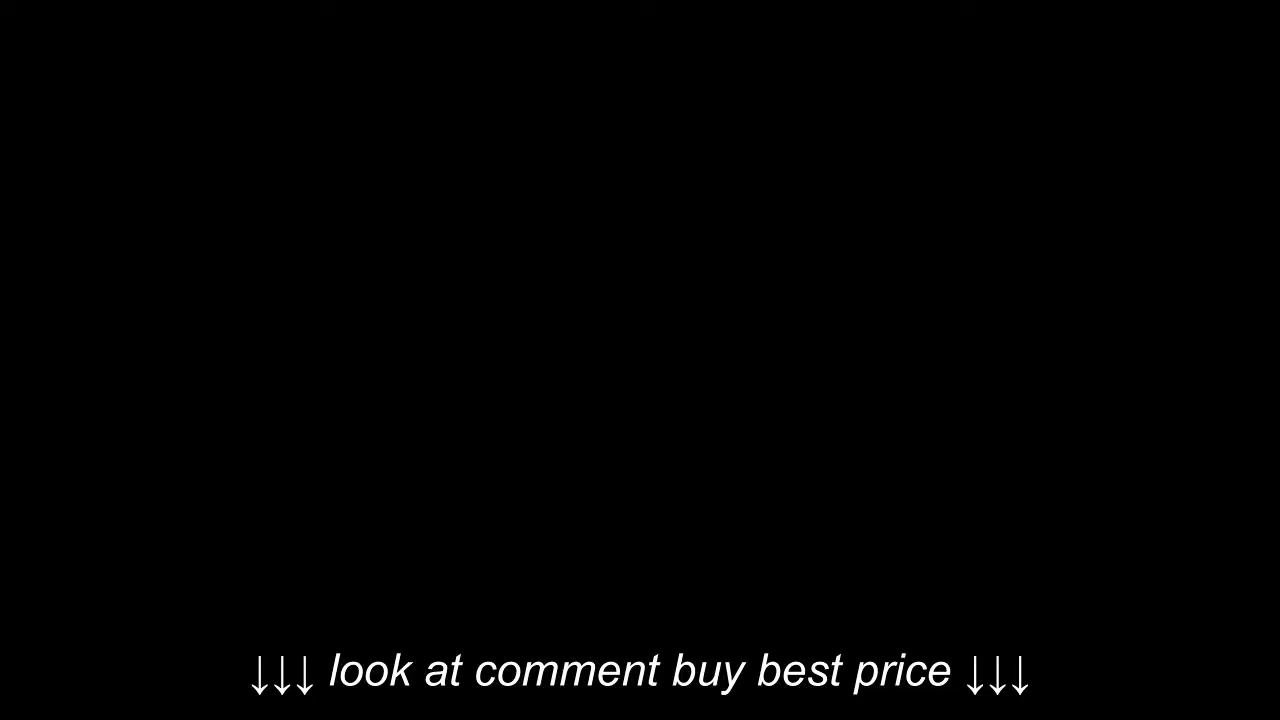 ↓↓↓ look at comment buy best price ↓↓↓